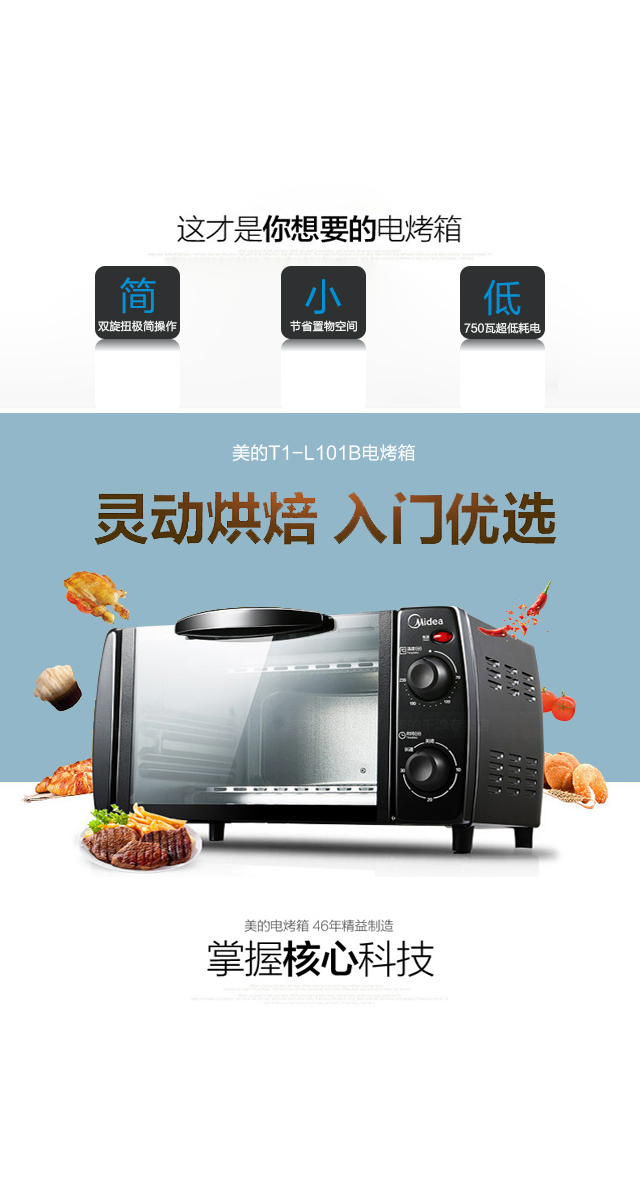 这才是你想要的电烤箱
简
双旋扭极简操作
小
节省置物空间
低
750瓦超低耗电
美的T1-L101B电烤箱
灵动烘焙 入门优选
Midea
美的电烤箱 46年精益制造
掌握核心科技